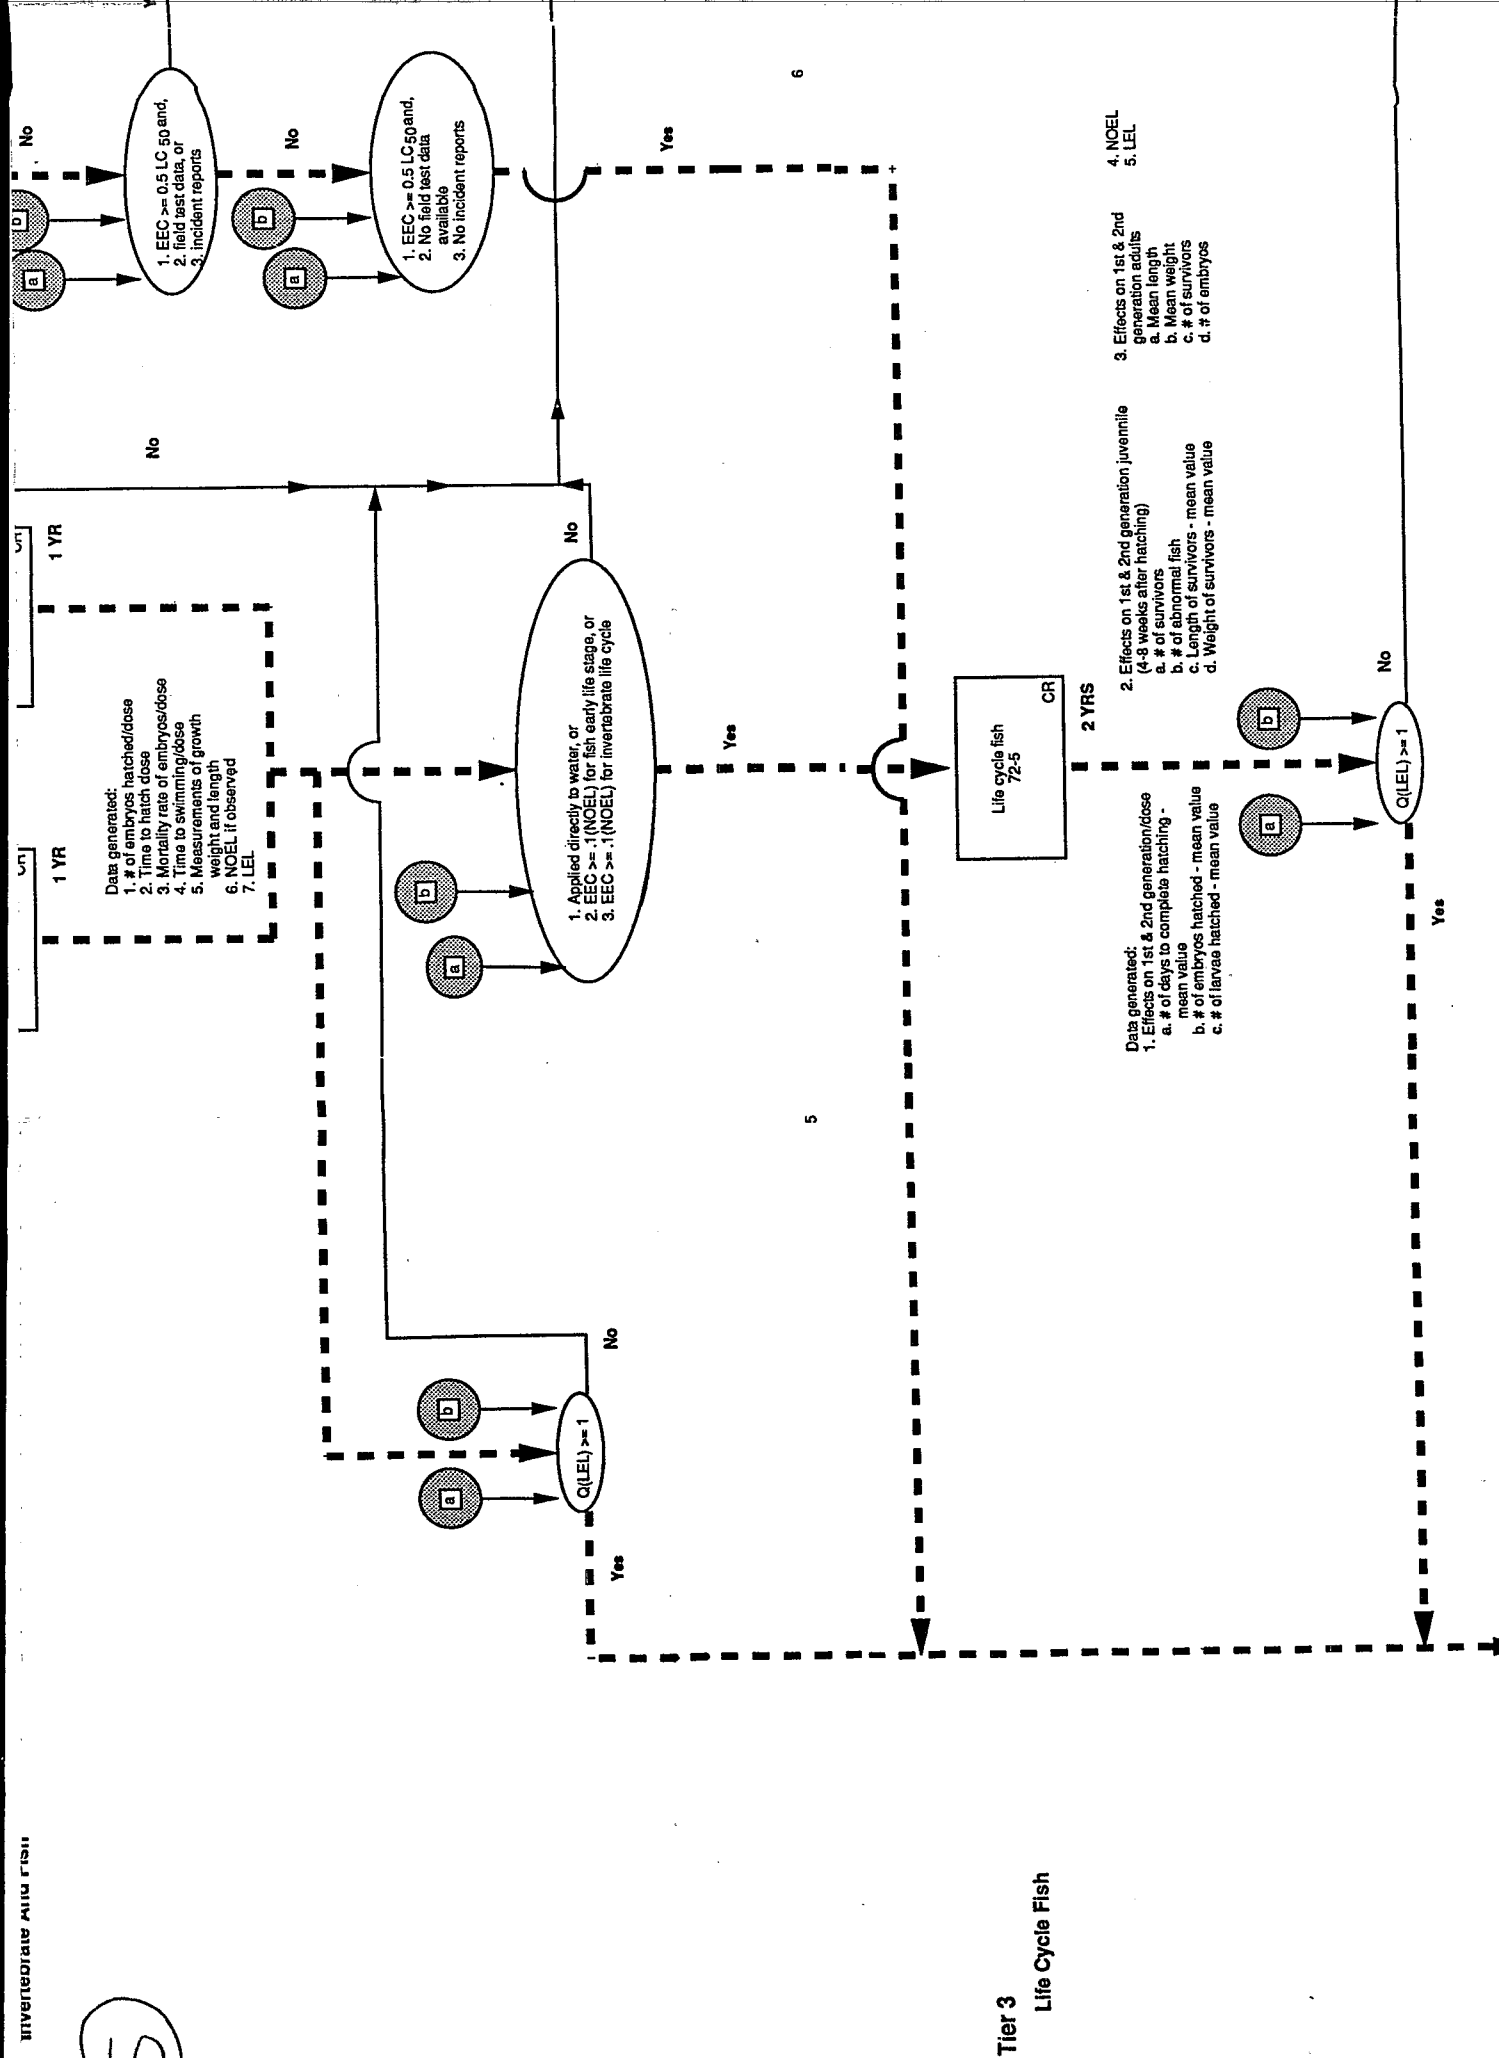 Invertebrate And Fish
1 YR
1 YR
Data generated:
1. # of embryos hatched/dose
2. Time to hatch dose
3. Mortality rate of embryos/dose
4. Time to swimming/dose
5. Measurements of growth
weight and length
6. NOEL if observed
7. LEL
No
No
a
b
1. EEC >= 0.5 LC 50 and,
2. field test data, or
3. incident reports
No
a
b
1. EEC >= 0.5 LC 50 and,
2. No field test data
available
3. No incident reports
Yes
a
b
Q(LEL) >= 1
Yes
No
a
b
1. Applied directly to water, or
2. EEC >= .1(NOEL) for fish early life stage, or
3. EEC >= .1(NOEL) for invertebrate life cycle
No
Yes
5
6
Tier 3
Life Cycle Fish
Life cycle fish
72-5
CR
2 YRS
Data generated:
1. Effects on 1st & 2nd generation/dose
a. # of days to complete hatching -
mean value
b. # of embryos hatched - mean value
c. # of larvae hatched - mean value
2. Effects on 1st & 2nd generation juvennile
(4-8 weeks after hatching)
a. # of survivors
b. # of abnormal fish
c. Length of survivors - mean value
d. Weight of survivors - mean value
3. Effects on 1st & 2nd
generation adults
a. Mean length
b. Mean weight
c. # of survivors
d. # of embryos
4. NOEL
5. LEL
a
b
Q(LEL) >= 1
Yes
No